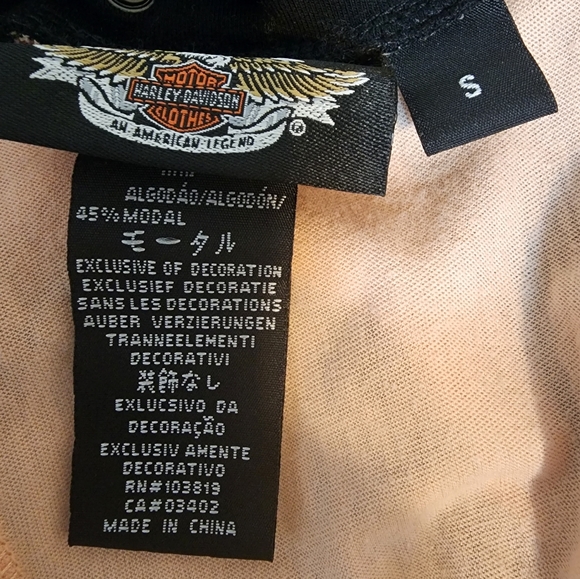 MOTOR
HARLEY-DAVIDSON
CLOTHES
AN AMERICAN LEGEND
®
S
ALGODÃO/ALGODÓN/
45% MODAL
モータル
EXCLUSIVE OF DECORATION
EXCLUSIEF DECORATIE
SANS LES DECORATIONS
AUBER VERZIERUNGEN
TRANNEELEMENTI
DECORATIVI
装飾なし
EXLUCSIVO DA
DECORAÇÃO
EXCLUSIV AMENTE
DECORATIVO
RN#103819
CA#03402
MADE IN CHINA